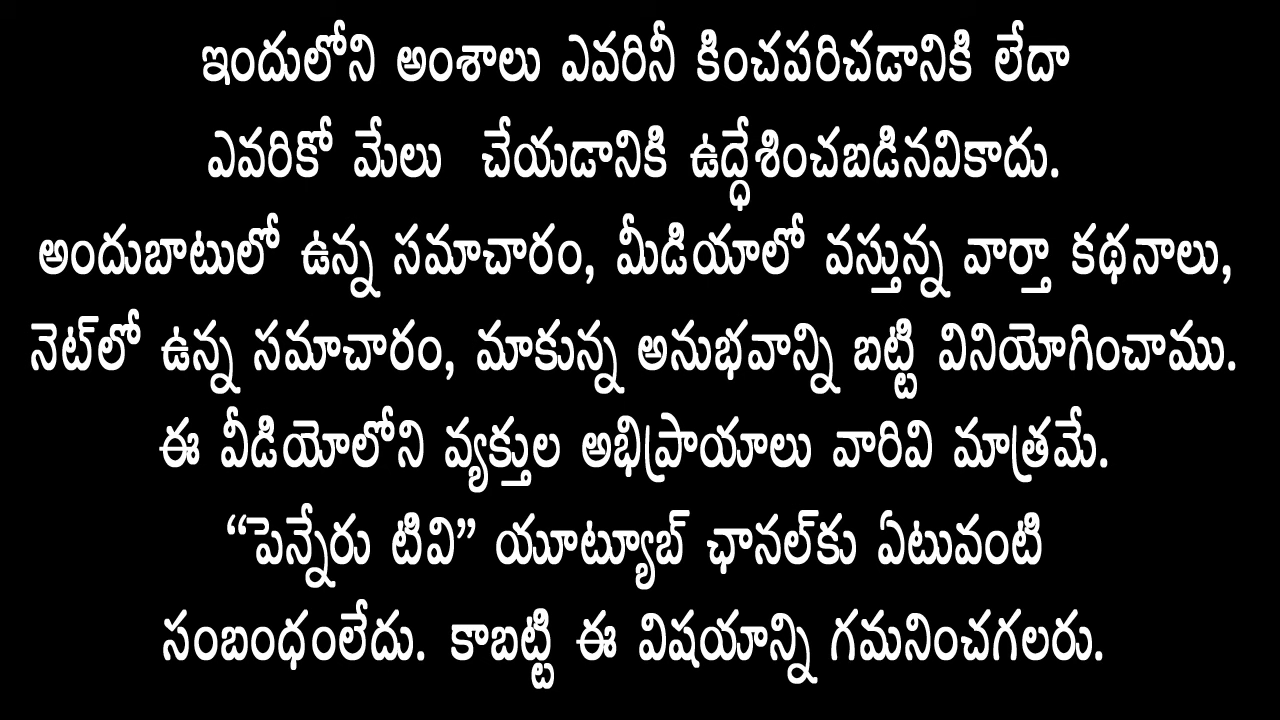 ఇందులోని అంశాలు ఎవరినీ కించపరిచడానికి లేదా
ఎవరికో మేలు చేయడానికి ఉద్ధేశించబడినవికాదు.
అందుబాటులో ఉన్న సమాచారం, మీడియాలో వస్తున్న వార్తా కథనాలు,
నెట్‌లో ఉన్న సమాచారం, మాకున్న అనుభవాన్ని బట్టి వినియోగించాము.
ఈ వీడియోలోని వ్యక్తుల అభిప్రాయాలు వారివి మాత్రమే.
“పెన్నేరు టివి” యూట్యూబ్ ఛానల్‌కు ఏటువంటి
సంబంధంలేదు. కాబట్టి ఈ విషయాన్ని గమనించగలరు.